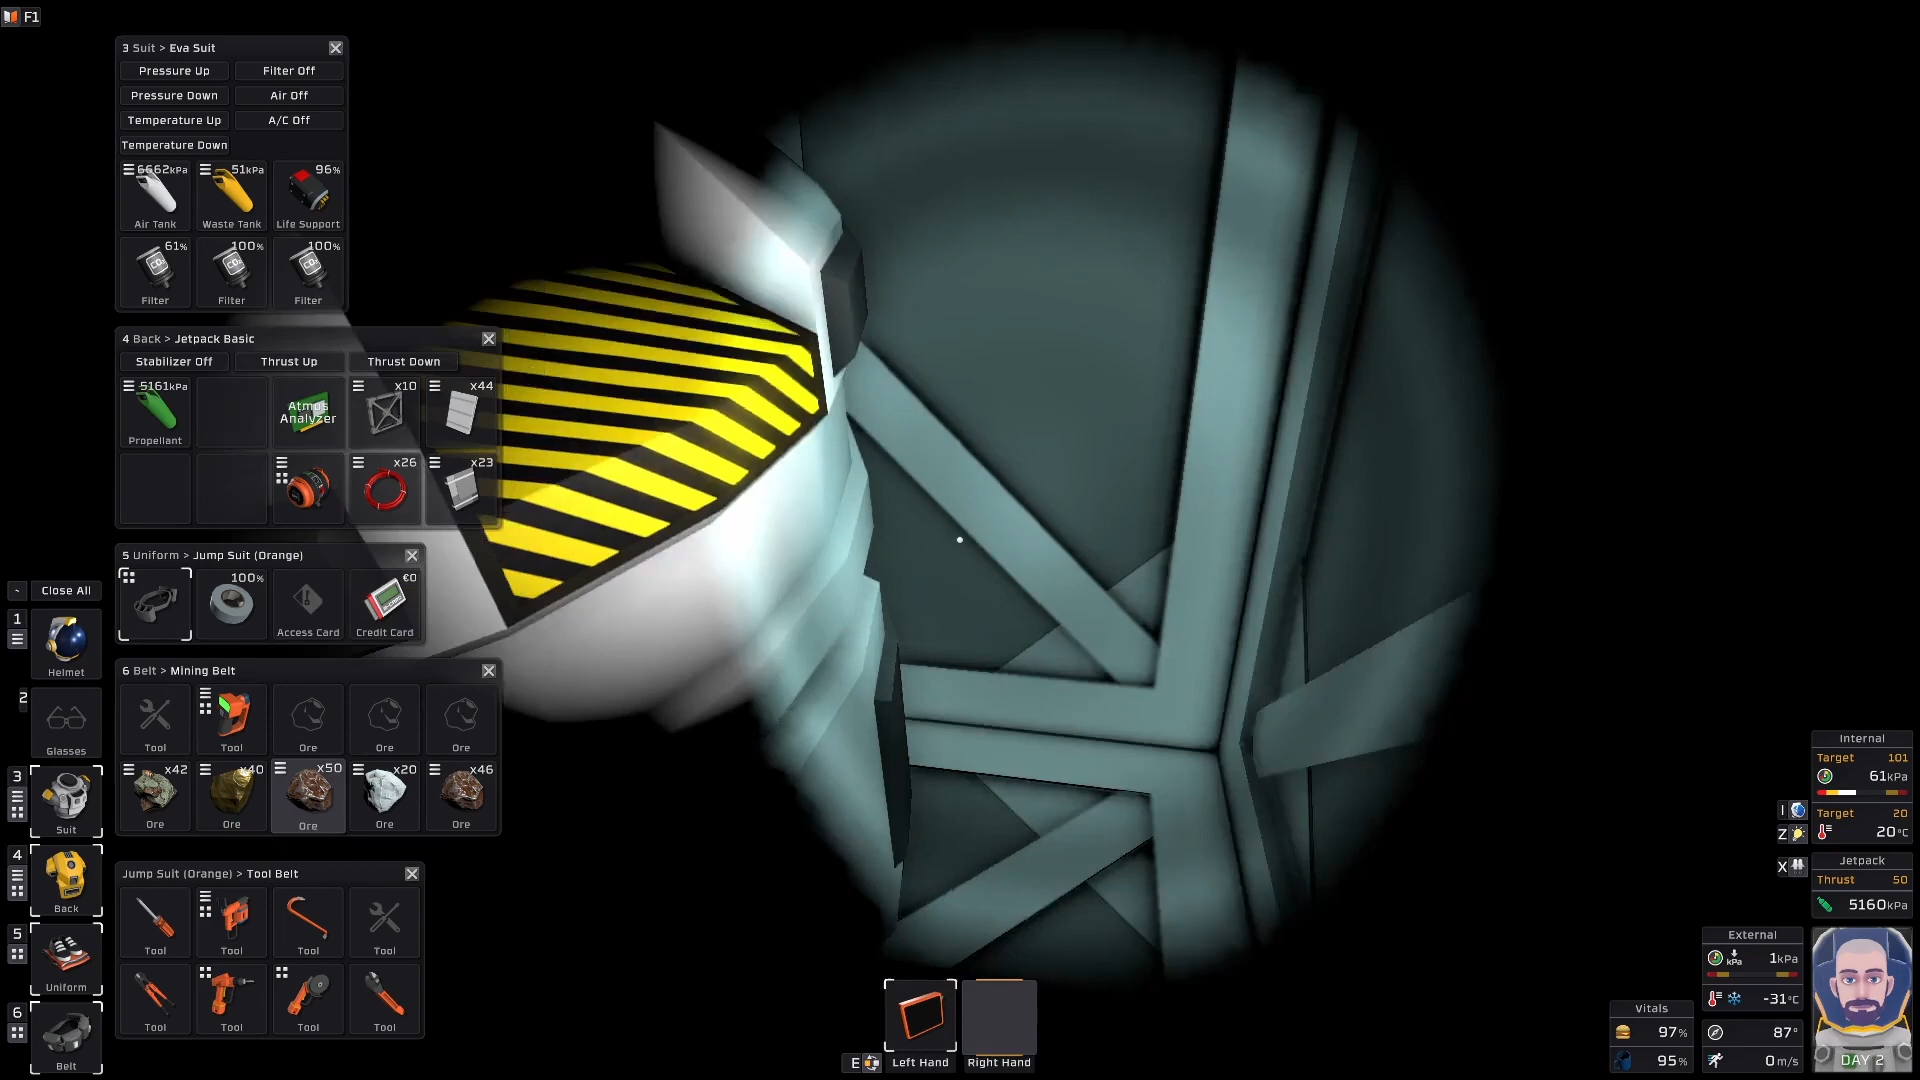 F1
3 Suit > Eva Suit
Pressure Up
Filter Off
Pressure Down
Air Off
Temperature Up
A/C Off
Temperature Down
6662kPa
51kPa
96%
Air Tank
Waste Tank
Life Support
61%
100%
100%
Filter
Filter
Filter
4 Back > Jetpack Basic
Stabilizer Off
Thrust Up
Thrust Down
5161kPa
x10
x44
Atmos
Analyzer
Propellant
x26
x23
5 Uniform > Jump Suit (Orange)
100%
€0
Access Card
Credit Card
~
Close All
6 Belt > Mining Belt
Tool
Tool
Ore
Ore
Ore
x42
x40
x50
x20
x46
Ore
Ore
Ore
Ore
Ore
Jump Suit (Orange) > Tool Belt
Tool
Tool
Tool
Tool
Tool
Tool
Tool
Tool
1
Helmet
2
Glasses
3
Suit
4
Back
5
Uniform
6
Belt
E
Left Hand
Right Hand
Internal
Target 101
61kPa
I
Target 20
Z
20°C
X
Jetpack
Thrust 50
5160kPa
External
kPa
1kPa
-31°C
Vitals
97%
87°
95%
0m/s
DAY 2